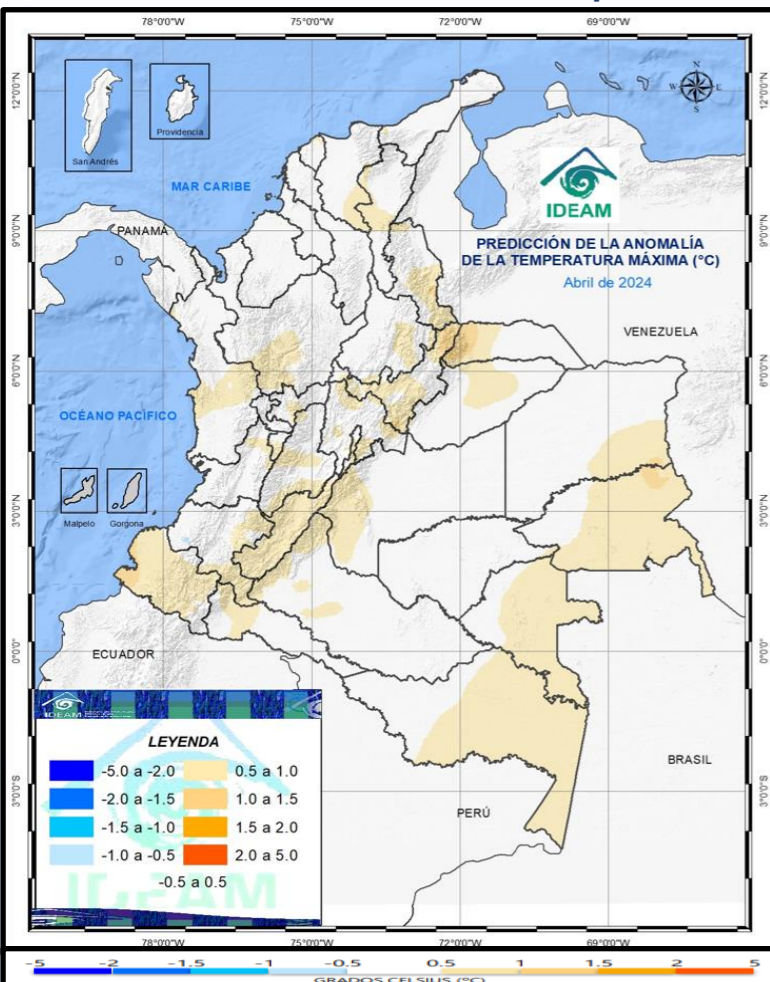 78°0'0"W 75°0'0"W 72°0'0"W 69°0'0"W
12°0'0"N 12°0'0"N
San Andrés
Providencia
N
W E
S
MAR CARIBE
IDEAM
9°0'0"N 9°0'0"N
PANAMÁ
PREDICCIÓN DE LA ANOMALÍA
DE LA TEMPERATURA MÁXIMA (°C)
Abril de 2024
VENEZUELA
6°0'0"N 6°0'0"N
OCÉANO PACÍFICO
Malpelo
Gorgona
3°0'0"N 3°0'0"N
ECUADOR
0°0'0" 0°0'0"
IDEAM
LEYENDA
-5.0 a -2.0 0.5 a 1.0
-2.0 a -1.5 1.0 a 1.5
-1.5 a -1.0 1.5 a 2.0
-1.0 a -0.5 2.0 a 5.0
-0.5 a 0.5
IDEAM
BRASIL
3°0'0"S 3°0'0"S
PERÚ
78°0'0"W 75°0'0"W 72°0'0"W 69°0'0"W
-5 -2 -1.5 -1 -0.5 0.5 1 1.5 2 5
GRADOS CELSIUS (°C)